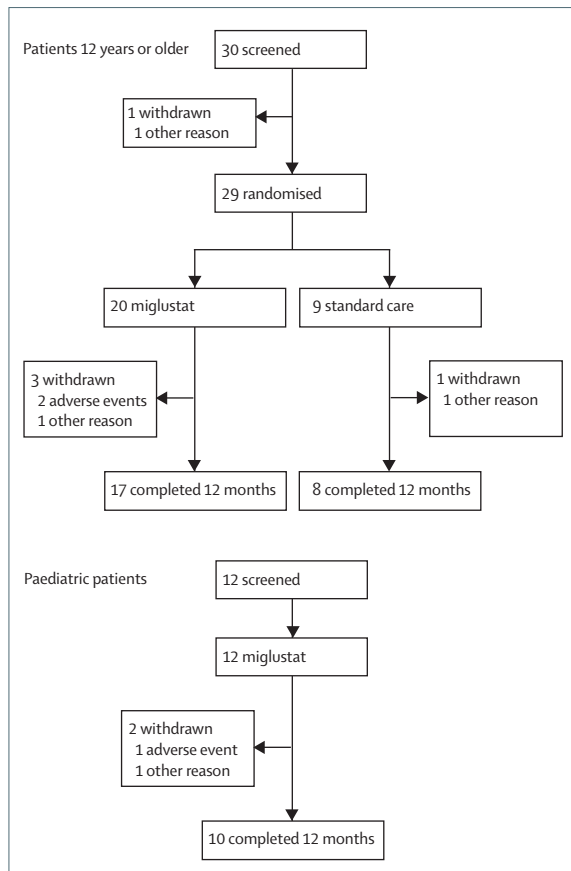 Patients 12 years or older
30 screened
1 withdrawn
1 other reason
29 randomised
20 miglustat
9 standard care
3 withdrawn
2 adverse events
1 other reason
1 withdrawn
1 other reason
17 completed 12 months
8 completed 12 months
Paediatric patients
12 screened
12 miglustat
2 withdrawn
1 adverse event
1 other reason
10 completed 12 months